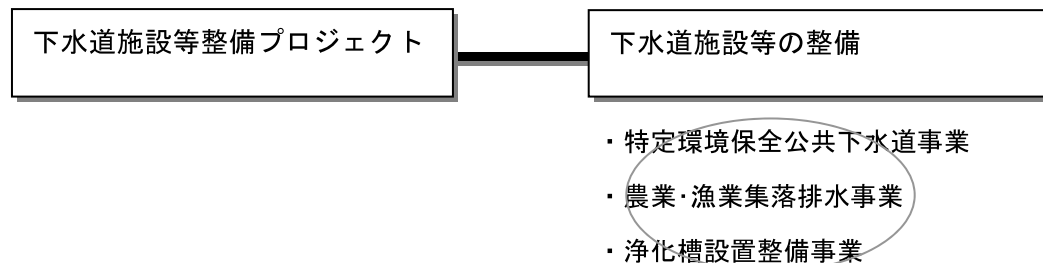 下水道施設等整備プロジェクト
下水道施設等の整備
・特定環境保全公共下水道事業
・農業・漁業集落排水事業
・浄化槽設置整備事業